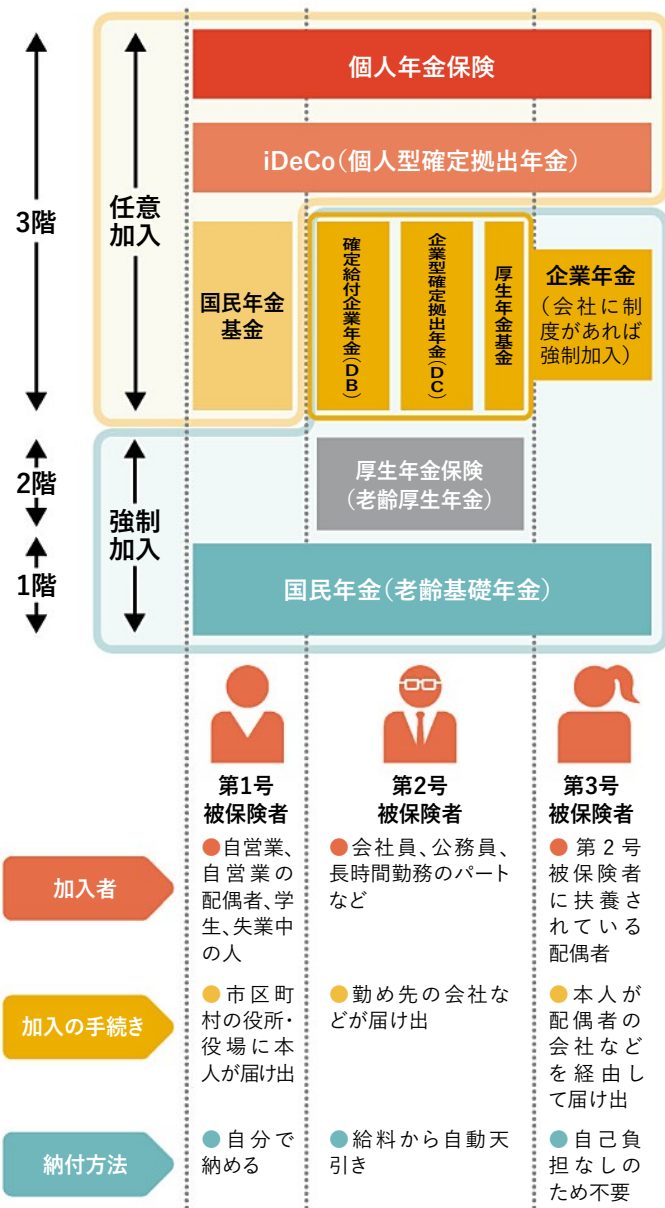 個人年金保険
iDeCo（個人型確定拠出年金）
3階
任意
加入
国民年金
基金
確定給付企業年金（DB）
企業型確定拠出年金（DC）
厚生年金基金
企業年金
（会社に制
度があれば
強制加入）
2階
厚生年金保険
（老齢厚生年金）
強制
加入
1階
国民年金（老齢基礎年金）
第1号
被保険者
第2号
被保険者
第3号
被保険者
加入者
●自営業、
自営業の
配偶者、学
生、失業中
の人
●会社員、公務員、
長時間勤務のパート
など
●第2号
被保険者
に扶養さ
れている
配偶者
加入の手続き
●市区町
村の役所・
役場に本
人が届け出
●勤め先の会社な
どが届け出
●本人が
配偶者の
会社など
を経由し
て届け出
納付方法
●自分で
納める
●給料から自動天
引き
●自己負
担なしの
ため不要